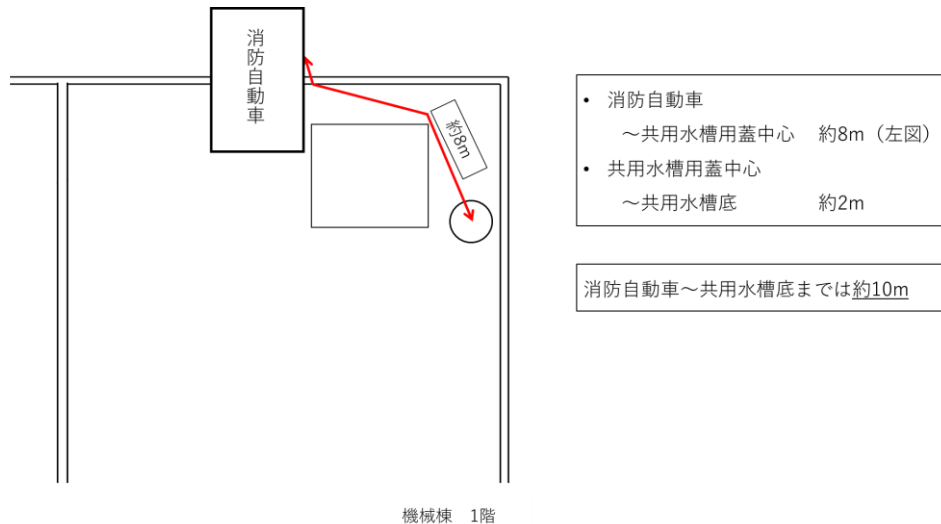 消防自動車
約8m
• 消防自動車
～共用水槽用蓋中心 約8m（左図）
• 共用水槽用蓋中心
～共用水槽底 約2m
消防自動車～共用水槽底までは約10m
機械棟 1階